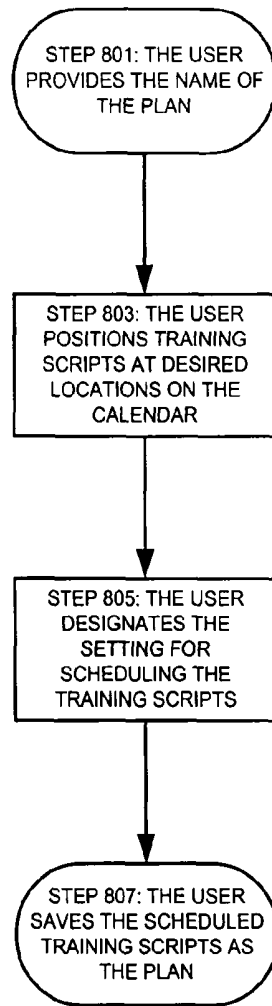 STEP 801: THE USER
PROVIDES THE NAME OF
THE PLAN
STEP 803: THE USER
POSITIONS TRAINING
SCRIPTS AT DESIRED
LOCATIONS ON THE
CALENDAR
STEP 805: THE USER
DESIGNATES THE
SETTING FOR
SCHEDULING THE
TRAINING SCRIPTS
STEP 807: THE USER
SAVES THE SCHEDULED
TRAINING SCRIPTS AS
THE PLAN